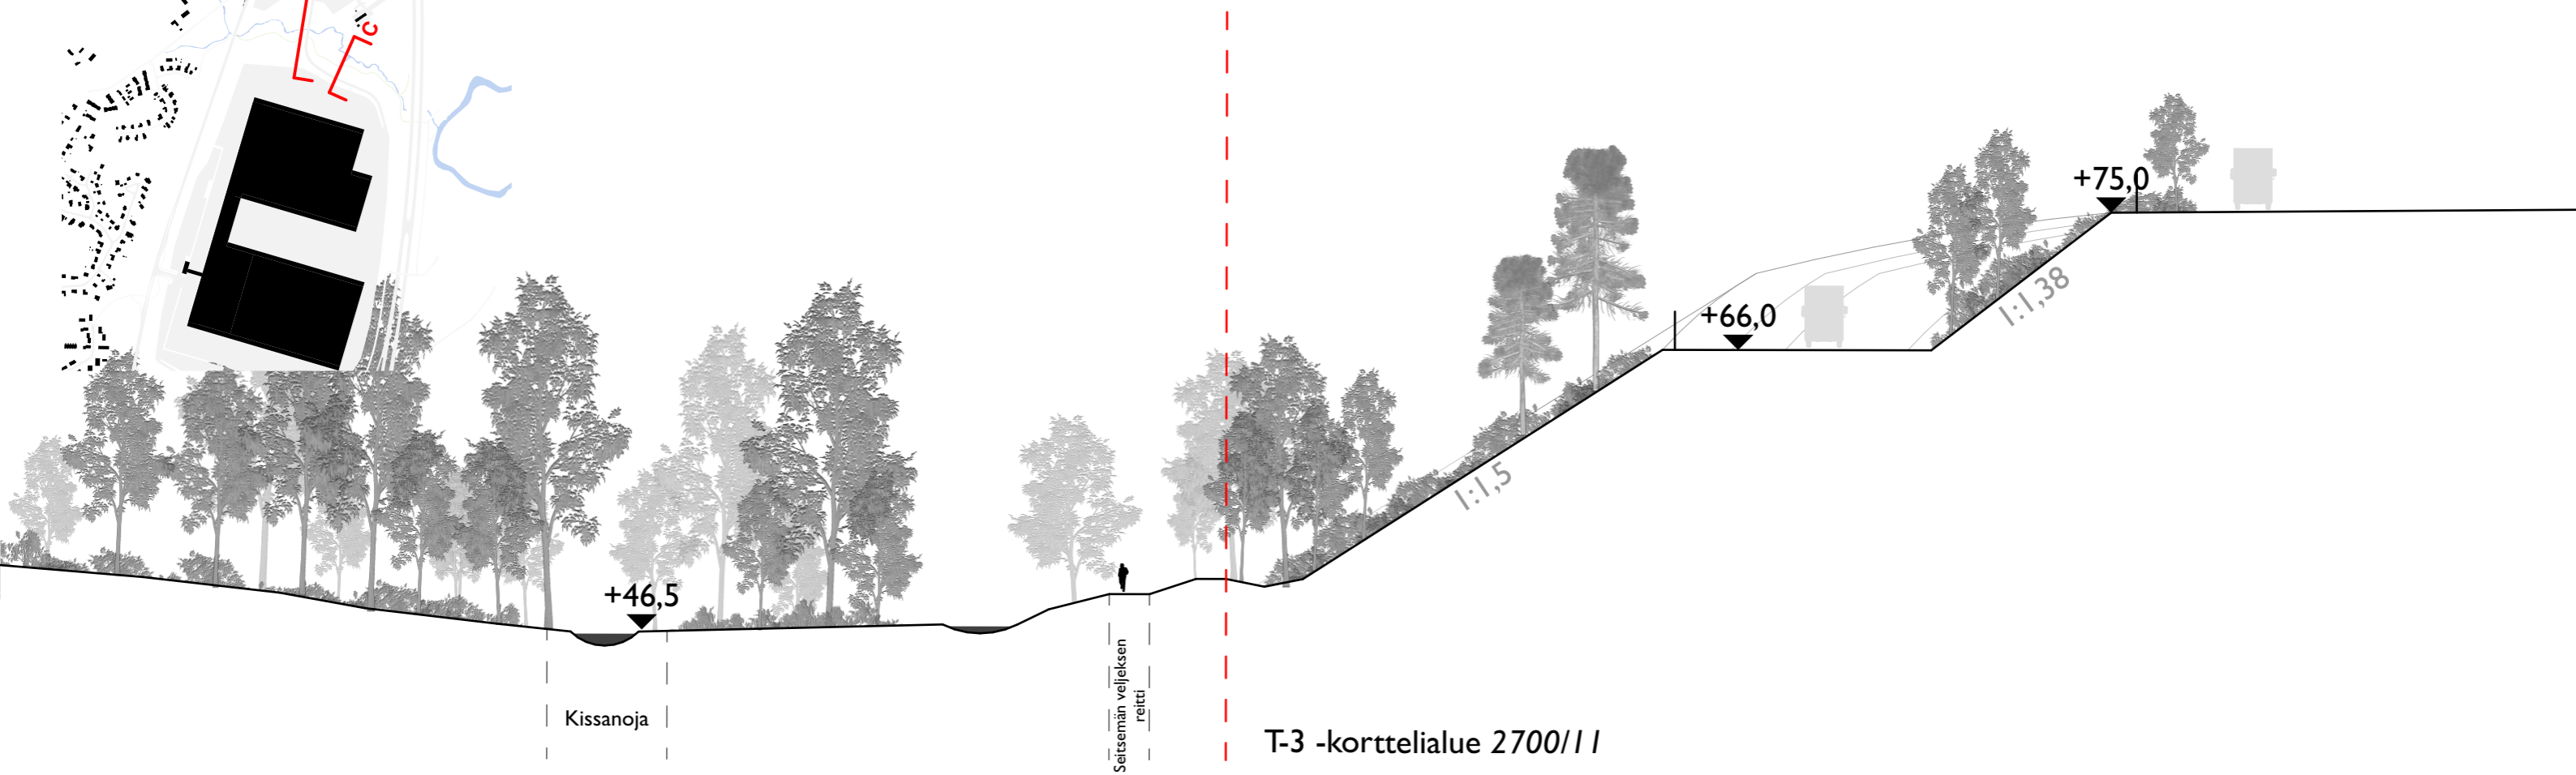 C
+75,0
1:1,38
+66,0
1:1,5
+46,5
Kissanoja
Seitsemän veljeksen
reitti
T-3 -korttelialue 2700/11